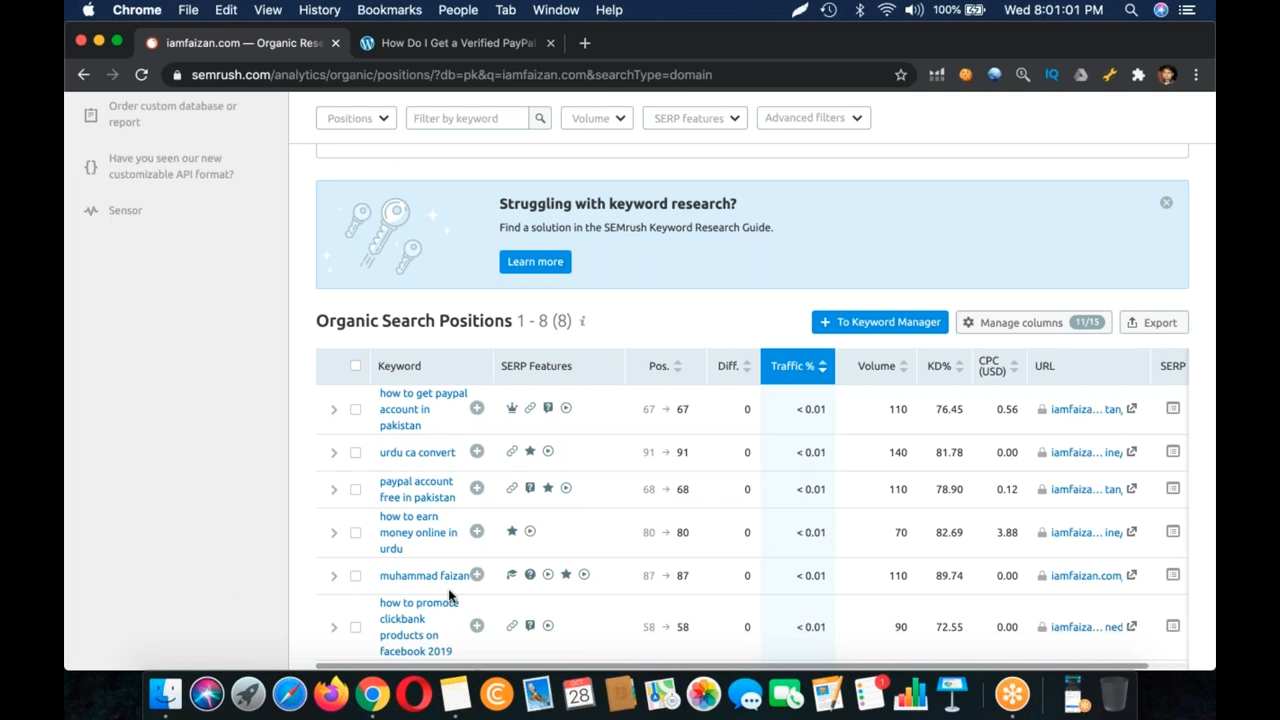 Chrome File Edit View History Bookmarks People Tab Window Help 100% Wed 8:01:01 PM
iamfaizan.com — Organic Rese How Do I Get a Verified PayPal
semrush.com/analytics/organic/positions/?db=pk&q=iamfaizan.com&searchType=domain
Order custom database or
report
Have you seen our new
customizable API format?
Sensor
Positions Filter by keyword Volume SERP features Advanced filters
Struggling with keyword research?
Find a solution in the SEMrush Keyword Research Guide.
Learn more
Organic Search Positions 1 - 8 (8) i
+ To Keyword Manager Manage columns 11/15 Export
Keyword SERP Features Pos. Diff. Traffic % Volume KD% CPC (USD) URL SERP
how to get paypal
account in
pakistan
67 → 67 0 < 0.01 110 76.45 0.56 iamfaiza... tan,
urdu ca convert 91 → 91 0 < 0.01 140 81.78 0.00 iamfaiza... ine/
paypal account
free in pakistan
68 → 68 0 < 0.01 110 78.90 0.12 iamfaiza... tan,
how to earn
money online in
urdu
80 → 80 0 < 0.01 70 82.69 3.88 iamfaiza... ine/
muhammad faizan 87 → 87 0 < 0.01 110 89.74 0.00 iamfaizan.com,
how to promote
clickbank
products on
facebook 2019
58 → 58 0 < 0.01 90 72.55 0.00 iamfaiza... ned
OCT
28
1